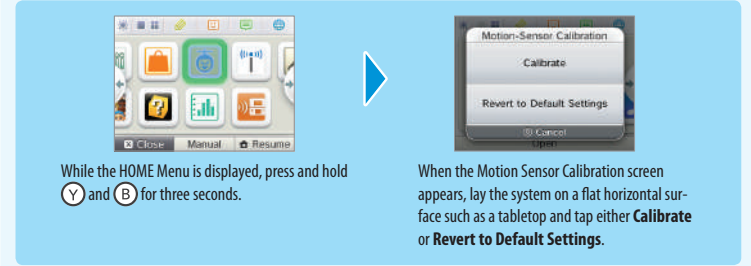 Close Manual Resume
While the HOME Menu is displayed, press and hold
Y and B for three seconds.
Motion-Sensor Calibration
Calibrate
Revert to Default Settings
Cancel
Open
When the Motion Sensor Calibration screen
appears, lay the system on a flat horizontal sur-
face such as a tabletop and tap either Calibrate
or Revert to Default Settings.